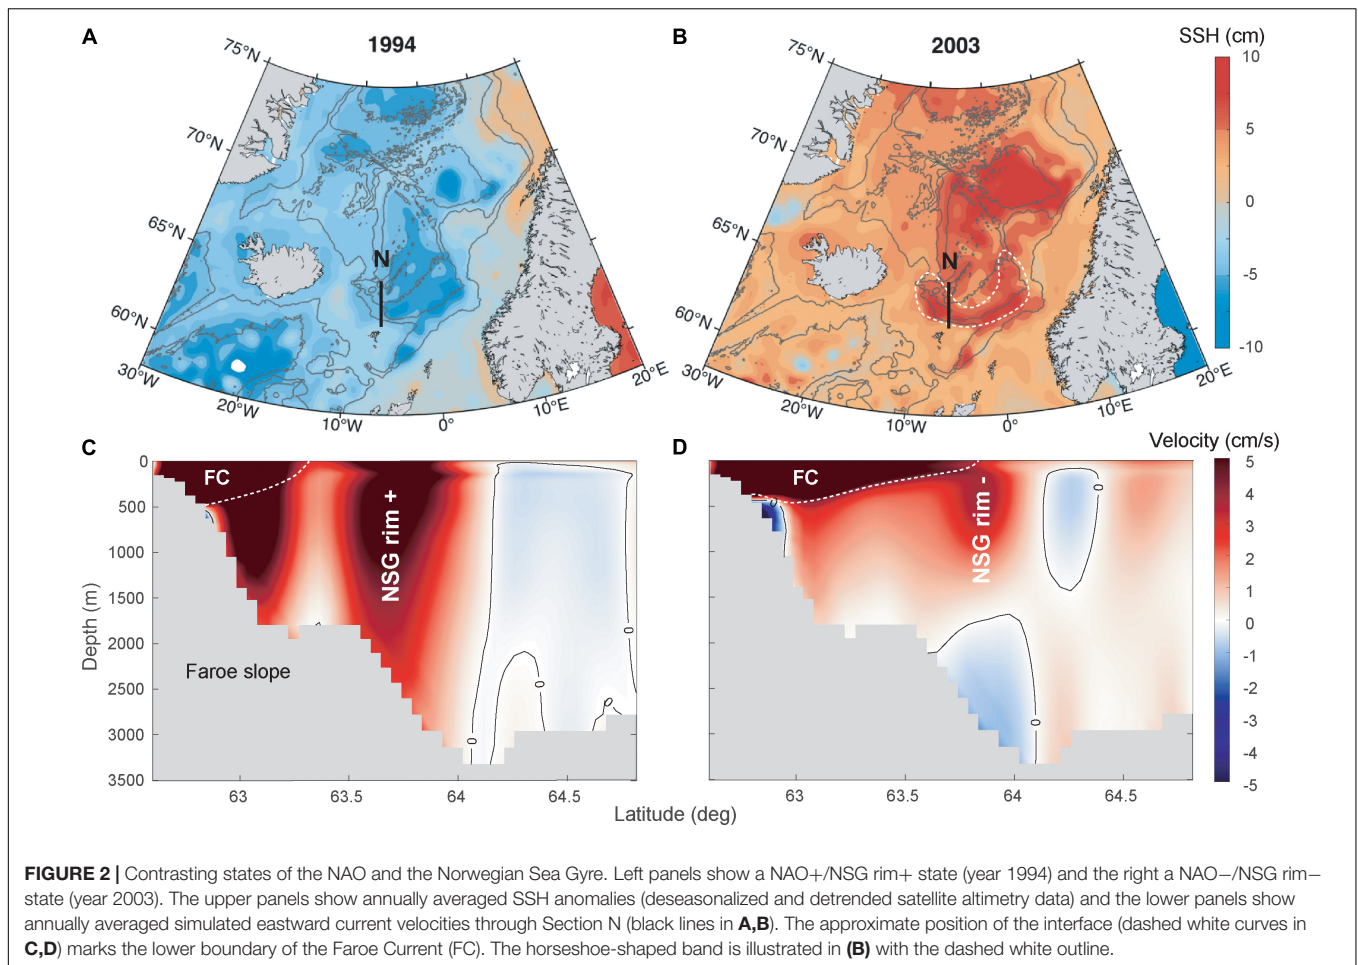 A
1994
B
2003
SSH (cm)
75°N
70°N
65°N
60°N
30°W
20°W
10°W
0°
10°E
20°E
N
75°N
70°N
65°N
60°N
30°W
20°W
10°W
0°
10°E
20°E
N
10
5
0
-5
-10
C
D
Velocity (cm/s)
FC
NSG rim +
Faroe slope
0
0
0
0
FC
NSG rim -
0
0
0
0
500
1000
1500
2000
2500
3000
3500
Depth (m)
63
63.5
64
64.5
63
63.5
64
64.5
Latitude (deg)
5
4
3
2
1
0
-1
-2
-3
-4
-5
FIGURE 2 | Contrasting states of the NAO and the Norwegian Sea Gyre. Left panels show a NAO+/NSG rim+ state (year 1994) and the right a NAO−/NSG rim−
state (year 2003). The upper panels show annually averaged SSH anomalies (deseasonalized and detrended satellite altimetry data) and the lower panels show
annually averaged simulated eastward current velocities through Section N (black lines in A,B). The approximate position of the interface (dashed white curves in
C,D) marks the lower boundary of the Faroe Current (FC). The horseshoe-shaped band is illustrated in (B) with the dashed white outline.